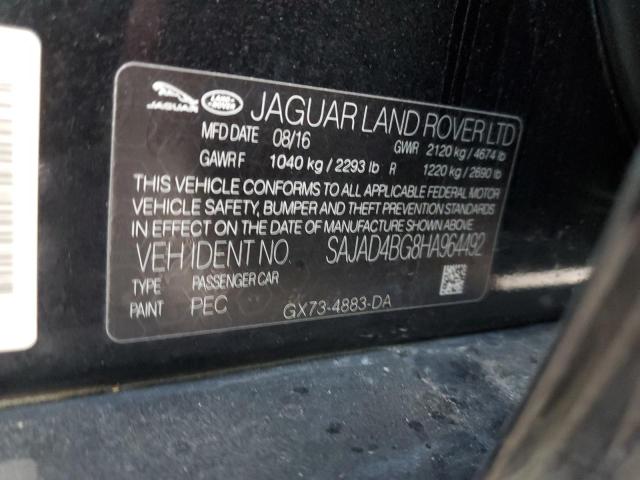 JAGUAR LAND ROVER JAGUAR LAND ROVER LTD
MFD DATE 08/16 GWR 2120 kg / 4674 lb
GAWR F 1040 kg / 2293 lb R 1220 kg / 2690 lb
THIS VEHICLE CONFORMS TO ALL APPLICABLE FEDERAL MOTOR
VEHICLE SAFETY, BUMPER AND THEFT PREVENTION STANDARDS
IN EFFECT ON THE DATE OF MANUFACTURE SHOWN ABOVE
VEH IDENT NO. SAJAD4BG8HA964492
TYPE PASSENGER CAR
PAINT PEC GX73-4883-DA